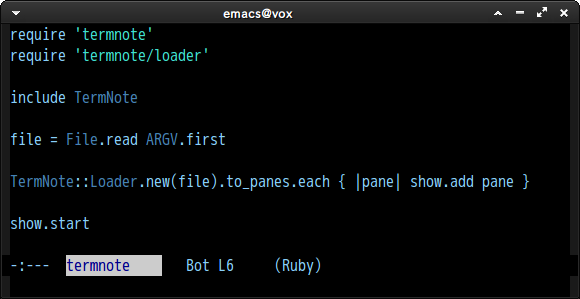 emacs@vox
require 'termnote'
require 'termnote/loader'
include TermNote
file = File.read ARGV.first
TermNote::Loader.new(file).to_panes.each { |pane| show.add pane }
show.start
-:--- termnote Bot L6 (Ruby)